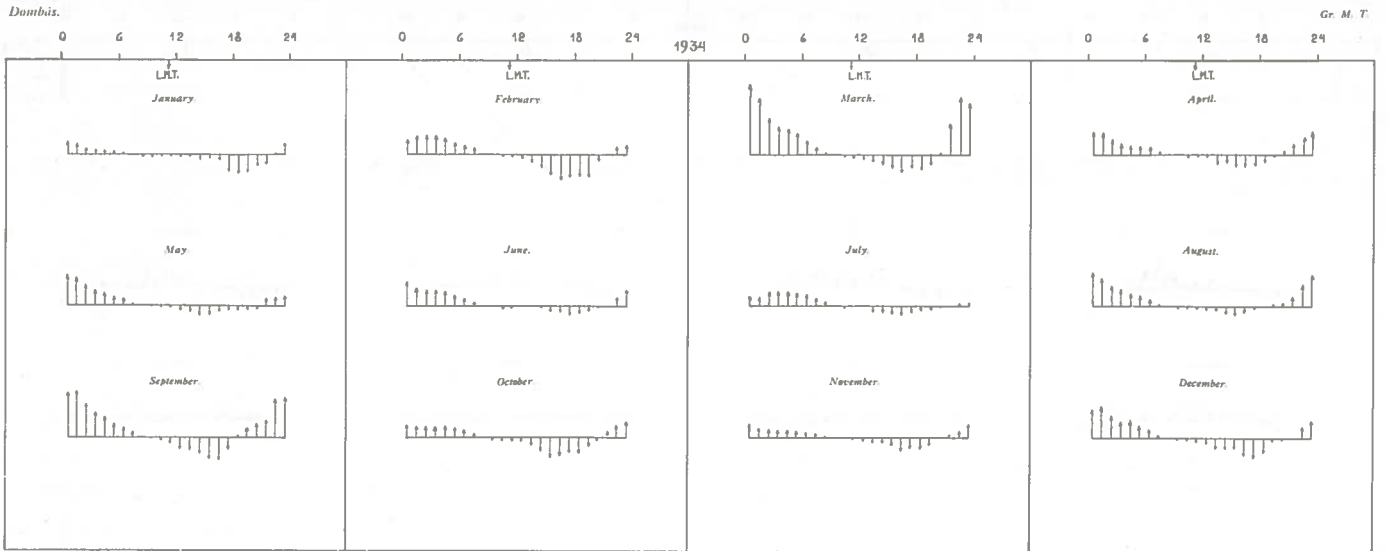 Dombås.
Gr. M. T.
0 6 12 18 24 0 6 12 18 24 1934 0 6 12 18 24 0 6 12 18 24
L.M.T. L.M.T. L.M.T. L.M.T.
January. February. March. April.
May. June. July. August.
September. October. November. December.